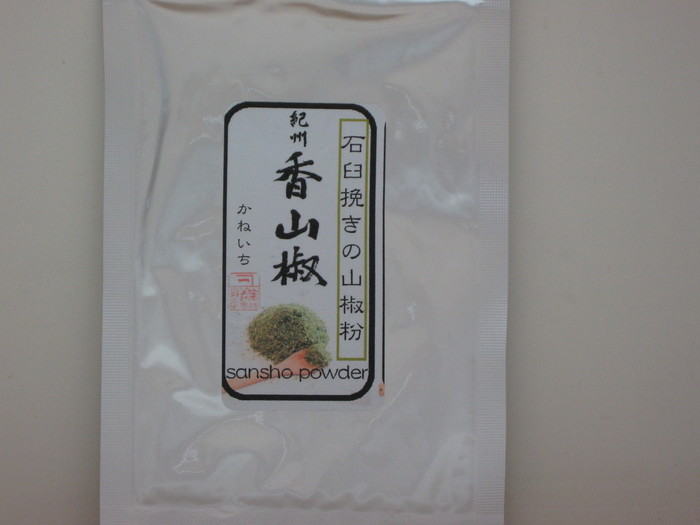 石臼挽きの山椒粉
紀州
香山椒
かねいち
sansho powder